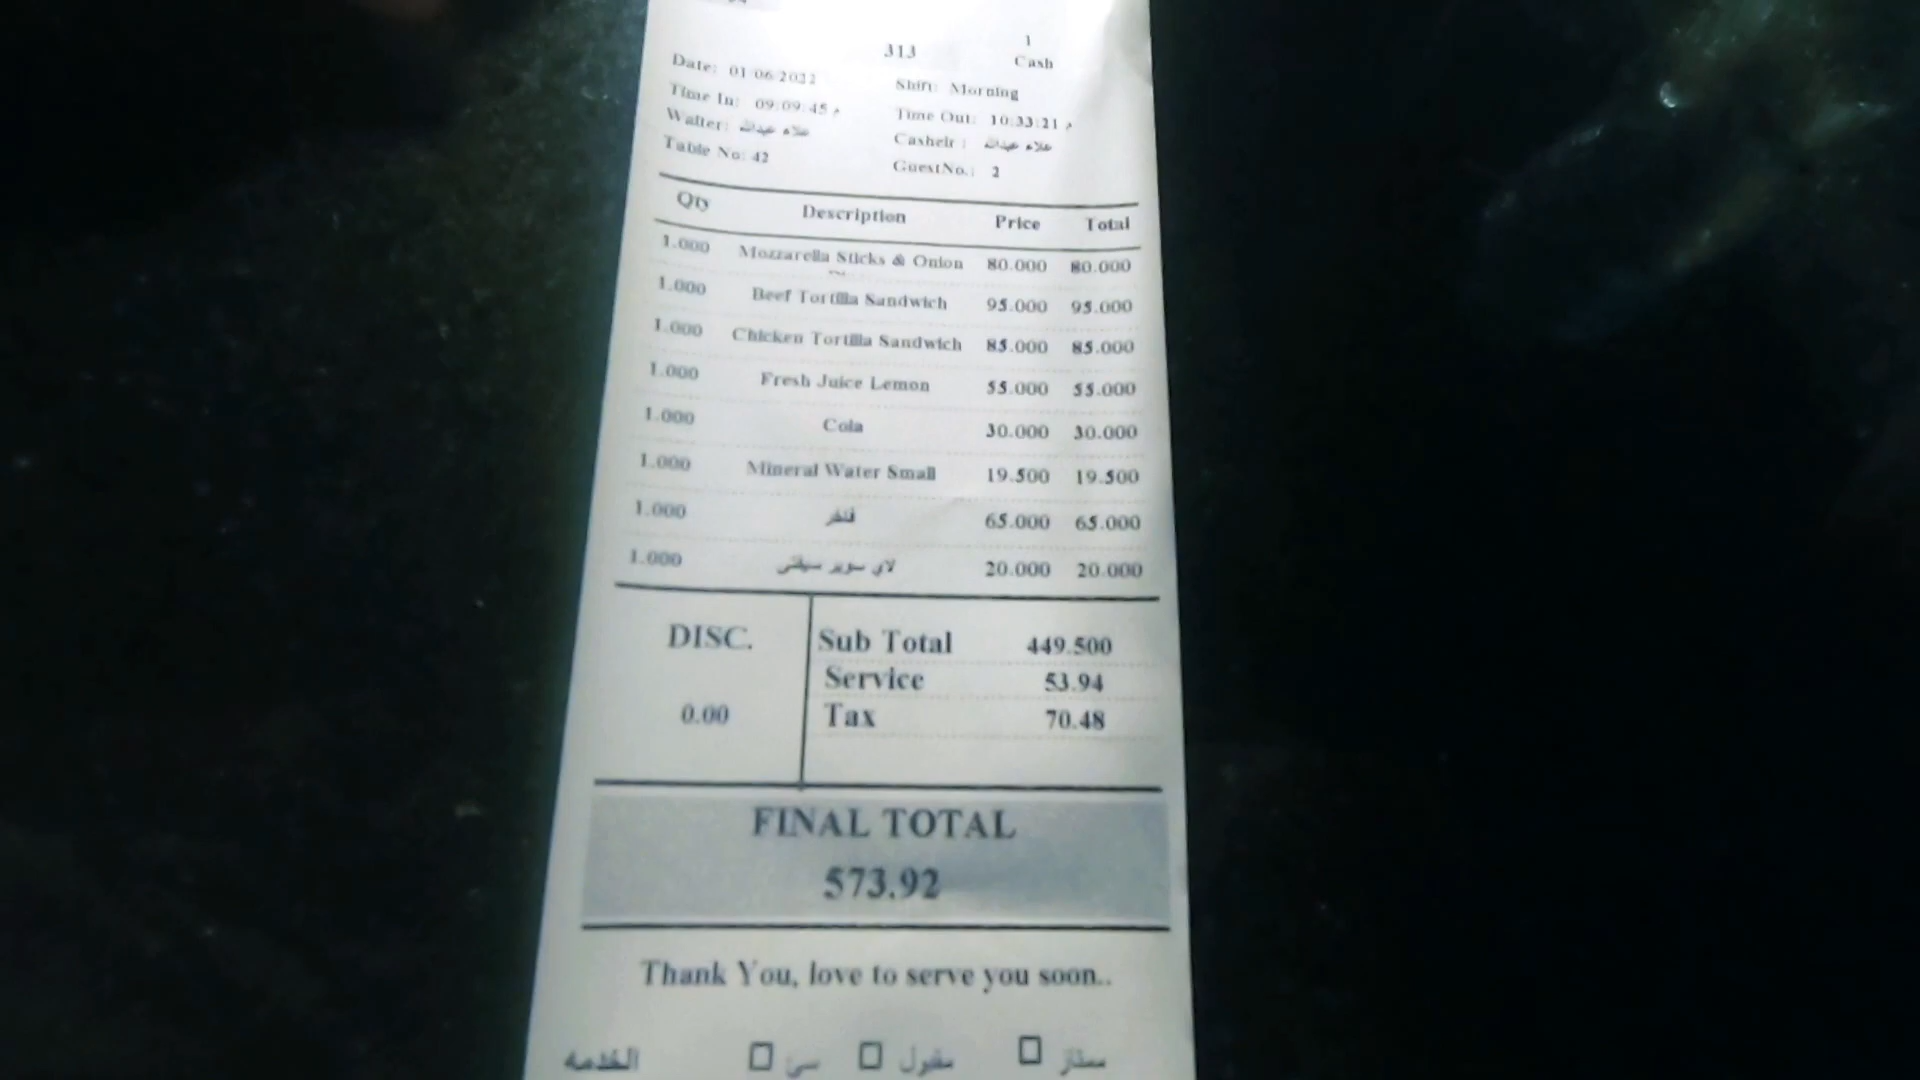 313 1
Cash
Date: 01 06 2022 Shift: Morning
Time In: 09:09:45 م Time Out: 10:33:21 م
Waiter: علاء عبدالله Casheir : علاء عبدالله
Table No: 42 GuestNo.: 2
Qty Description Price Total
1.000 Mozzarella Sticks & Onion 80.000 80.000
1.000 Beef Tortilla Sandwich 95.000 95.000
1.000 Chicken Tortilla Sandwich 85.000 85.000
1.000 Fresh Juice Lemon 55.000 55.000
1.000 Cola 30.000 30.000
1.000 Mineral Water Small 19.500 19.500
1.000 فاخر 65.000 65.000
1.000 لاي سوبر سيفتى 20.000 20.000
DISC. Sub Total 449.500
Service 53.94
0.00 Tax 70.48
FINAL TOTAL
573.92
Thank You, love to serve you soon..
الخدمه سئ مقبول ممتاز